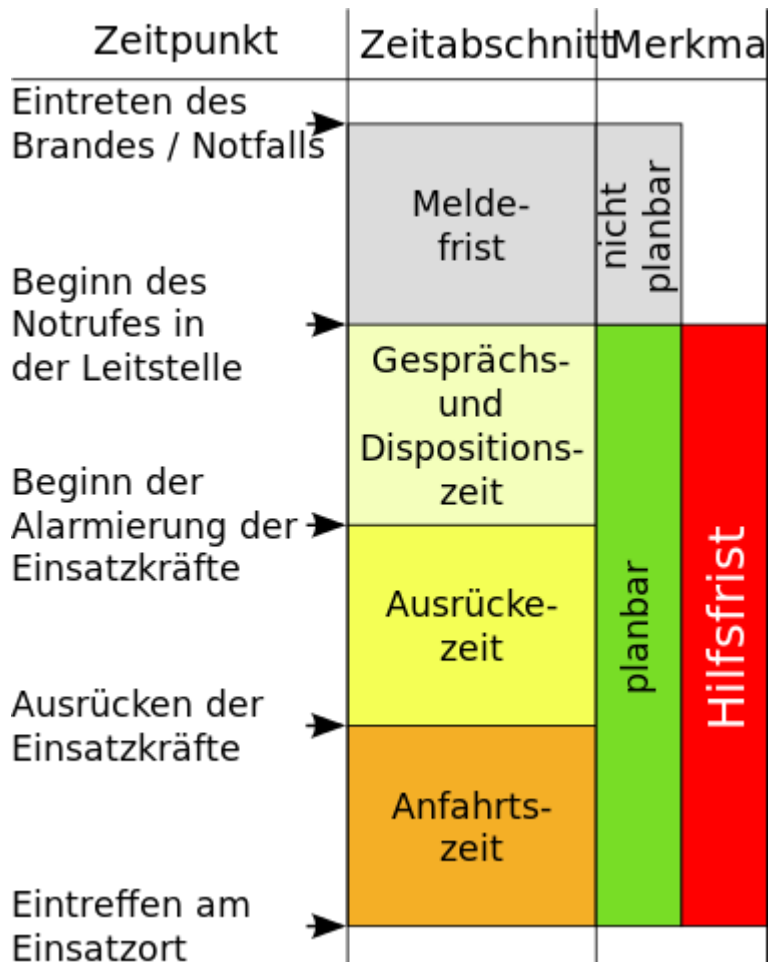 Zeitpunkt
Zeitabschnitt
Merkma
Eintreten des
Brandes / Notfalls
Melde-
frist
nicht
planbar
Beginn des
Notrufes in
der Leitstelle
Gesprächs-
und
Dispositions-
zeit
Beginn der
Alarmierung der
Einsatzkräfte
Ausrücke-
zeit
planbar
Hilfsfrist
Ausrücken der
Einsatzkräfte
Anfahrts-
zeit
Eintreffen am
Einsatzort